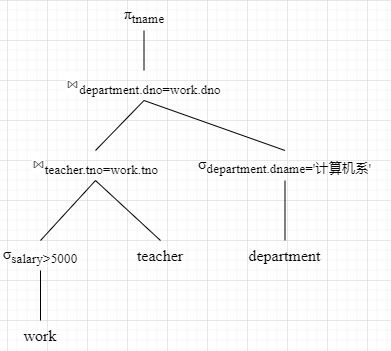 πtname
⋈department.dno=work.dno
⋈teacher.tno=work.tno
σdepartment.dname='计算机系'
σsalary>5000
teacher
department
work